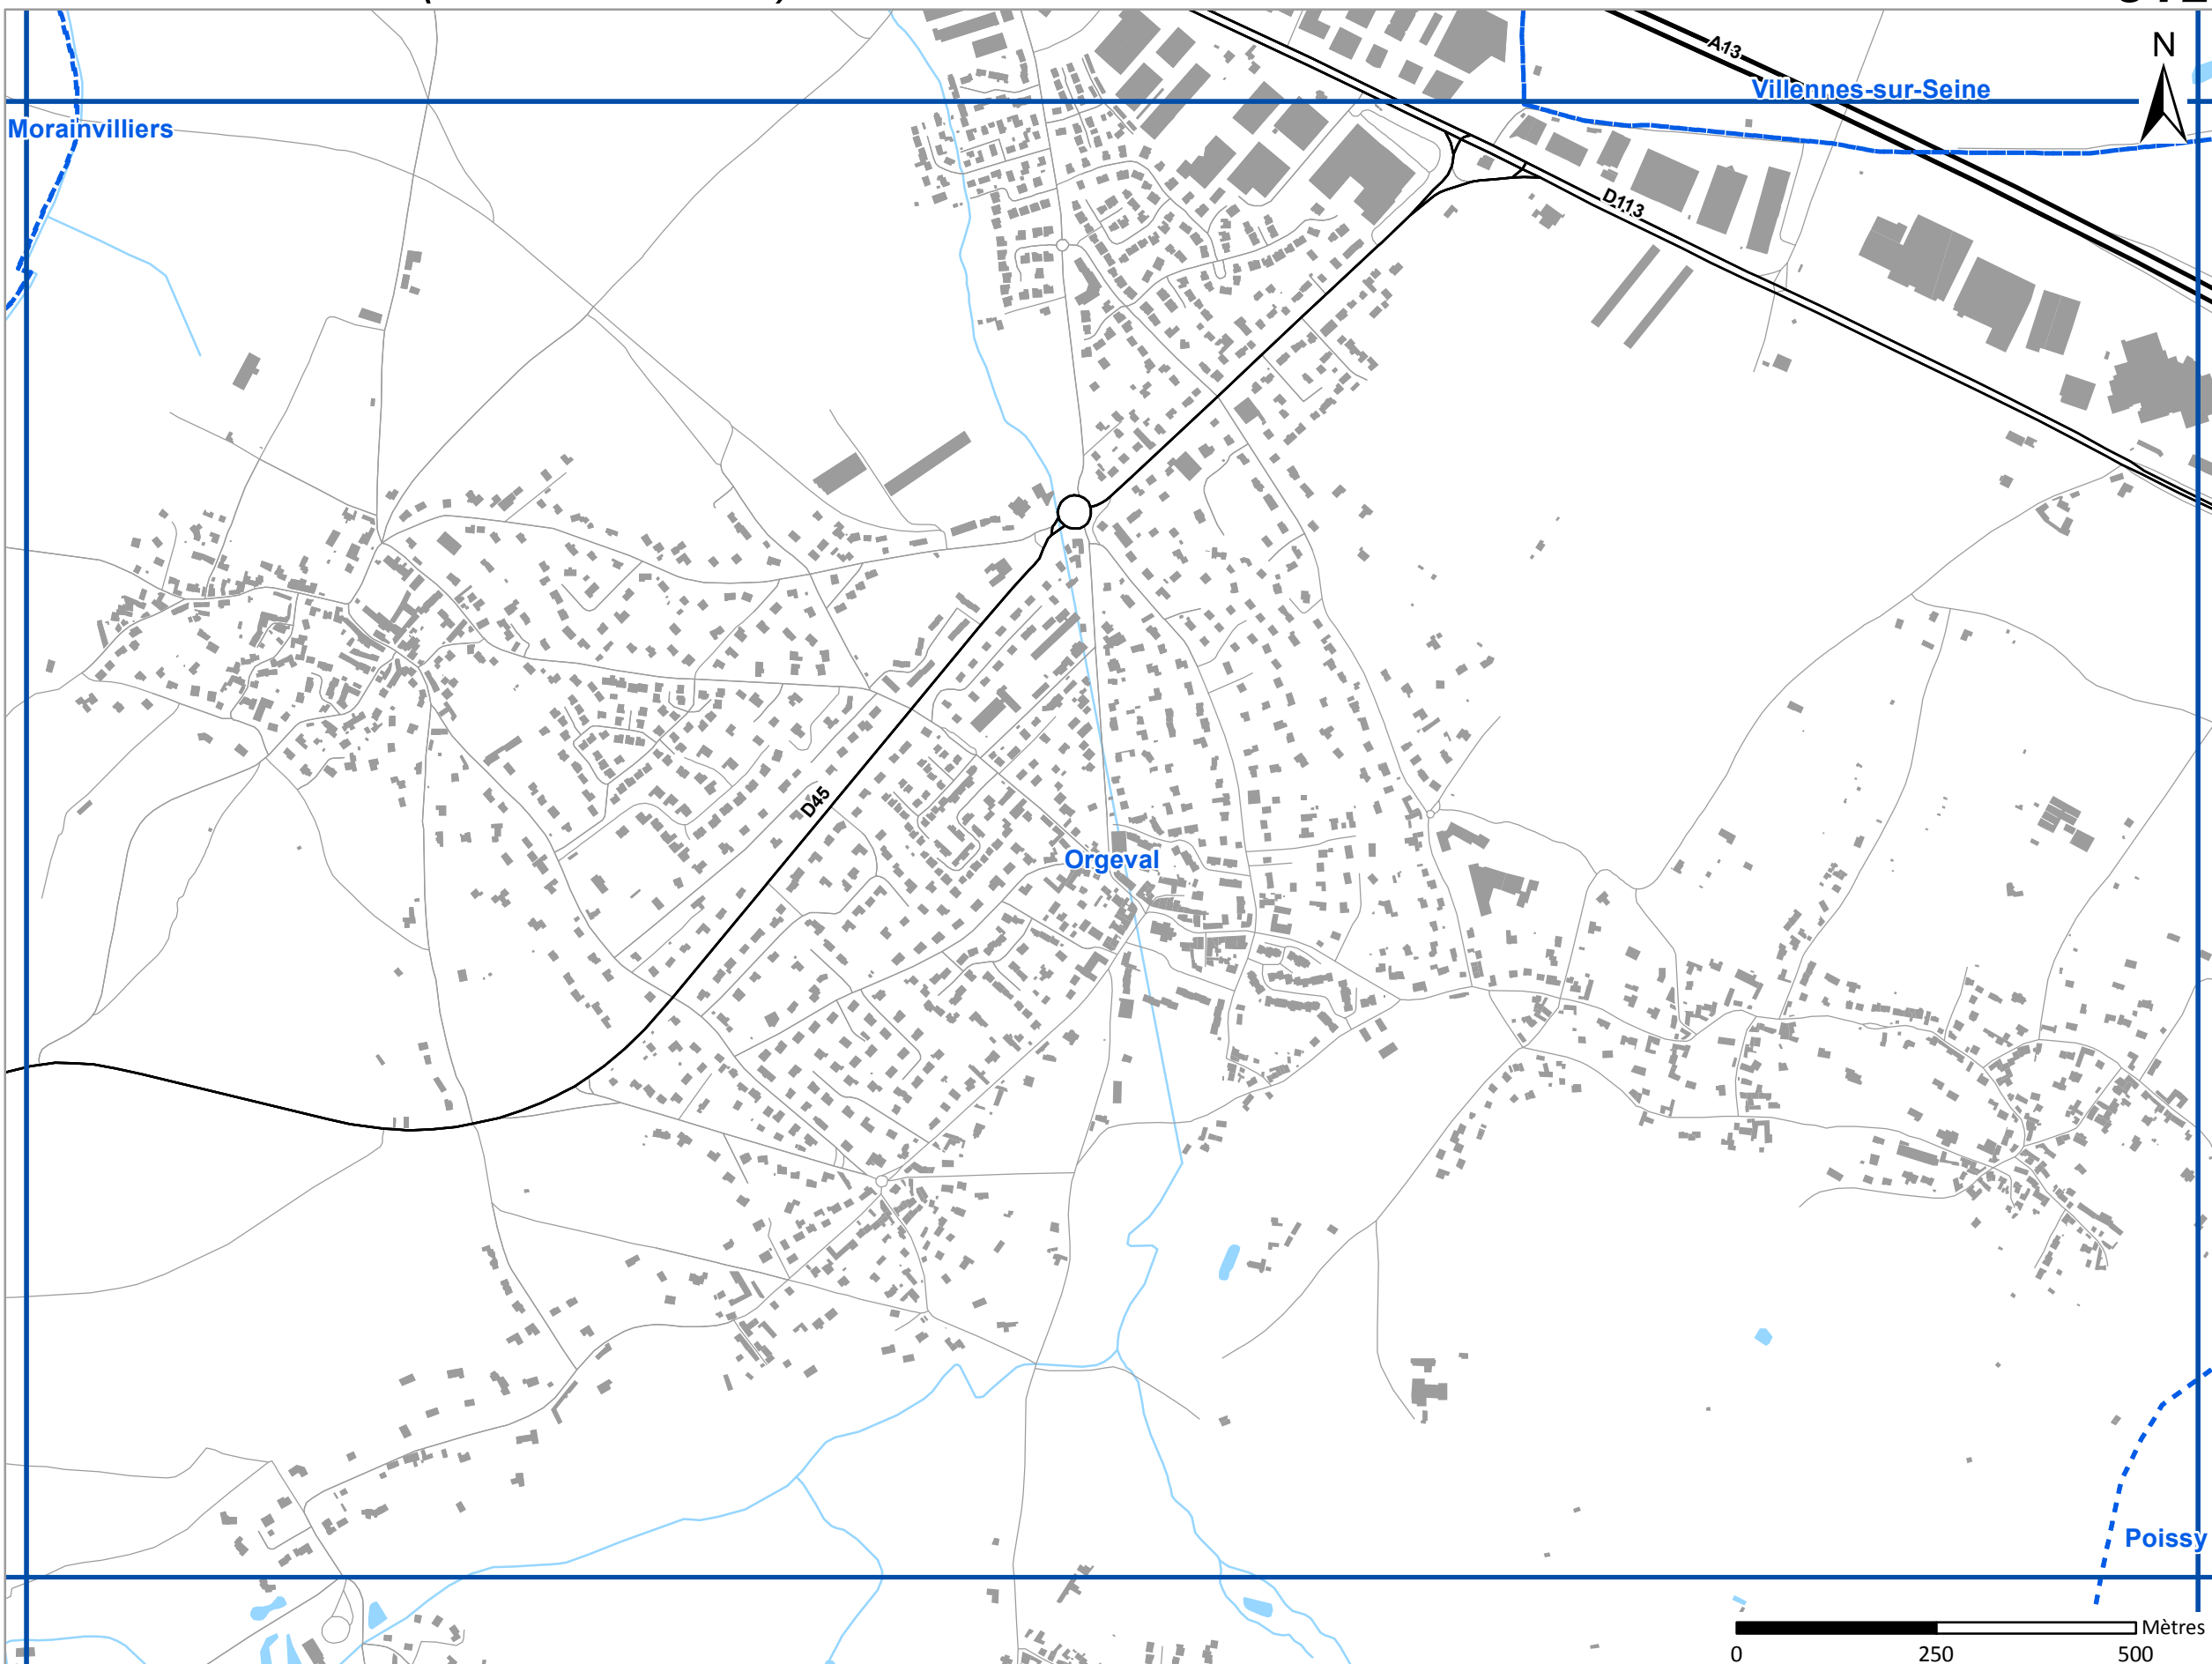 N
A13
Villennes-sur-Seine
Morainvilliers
D113
D45
Orgeval
Poissy
Mètres
0 250 500